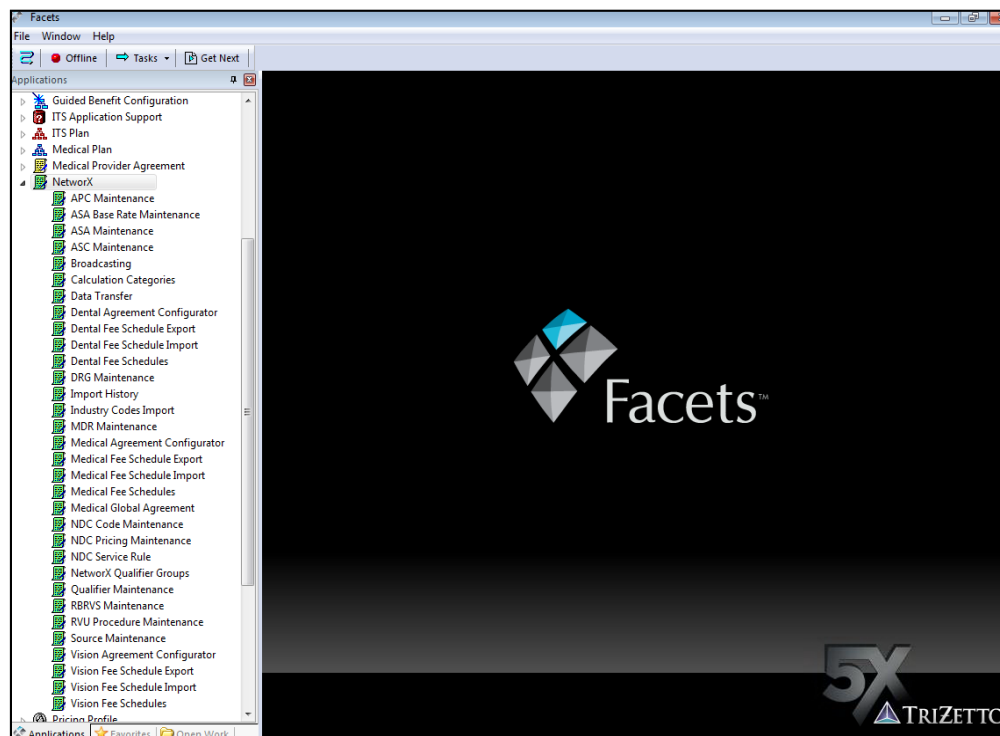 Facets
File Window Help
Offline Tasks Get Next
Applications
Guided Benefit Configuration
ITS Application Support
ITS Plan
Medical Plan
Medical Provider Agreement
NetworX
APC Maintenance
ASA Base Rate Maintenance
ASA Maintenance
ASC Maintenance
Broadcasting
Calculation Categories
Data Transfer
Dental Agreement Configurator
Dental Fee Schedule Export
Dental Fee Schedule Import
Dental Fee Schedules
DRG Maintenance
Import History
Industry Codes Import
MDR Maintenance
Medical Agreement Configurator
Medical Fee Schedule Export
Medical Fee Schedule Import
Medical Fee Schedules
Medical Global Agreement
NDC Code Maintenance
NDC Pricing Maintenance
NDC Service Rule
NetworX Qualifier Groups
Qualifier Maintenance
RBRVS Maintenance
RVU Procedure Maintenance
Source Maintenance
Vision Agreement Configurator
Vision Fee Schedule Export
Vision Fee Schedule Import
Vision Fee Schedules
Pricing Profile
Applications Favorites Open Work
Facets™
5X
TRIZETTO